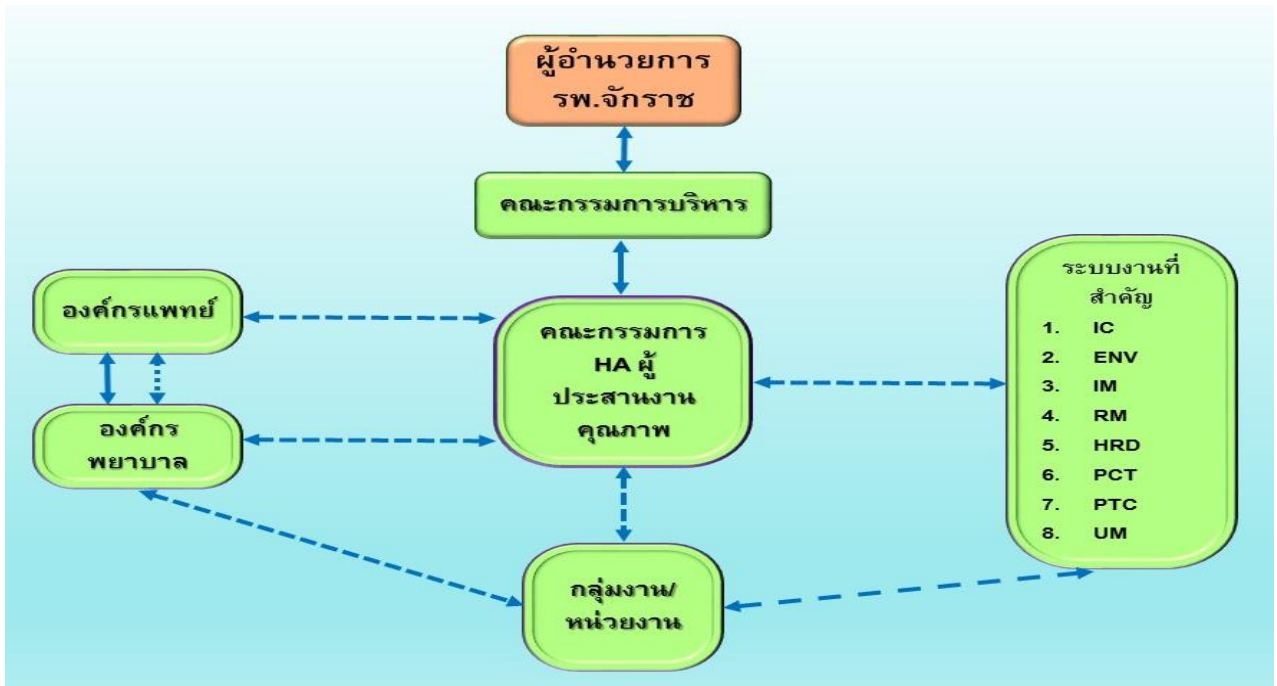 ผู้อำนวยการ
รพ.จักราช
คณะกรรมการบริหาร
องค์กรแพทย์
องค์กร
พยาบาล
คณะกรรมการ
HA ผู้
ประสานงาน
คุณภาพ
ระบบงานที่
สำคัญ
1. IC
2. ENV
3. IM
4. RM
5. HRD
6. PCT
7. PTC
8. UM
กลุ่มงาน/
หน่วยงาน